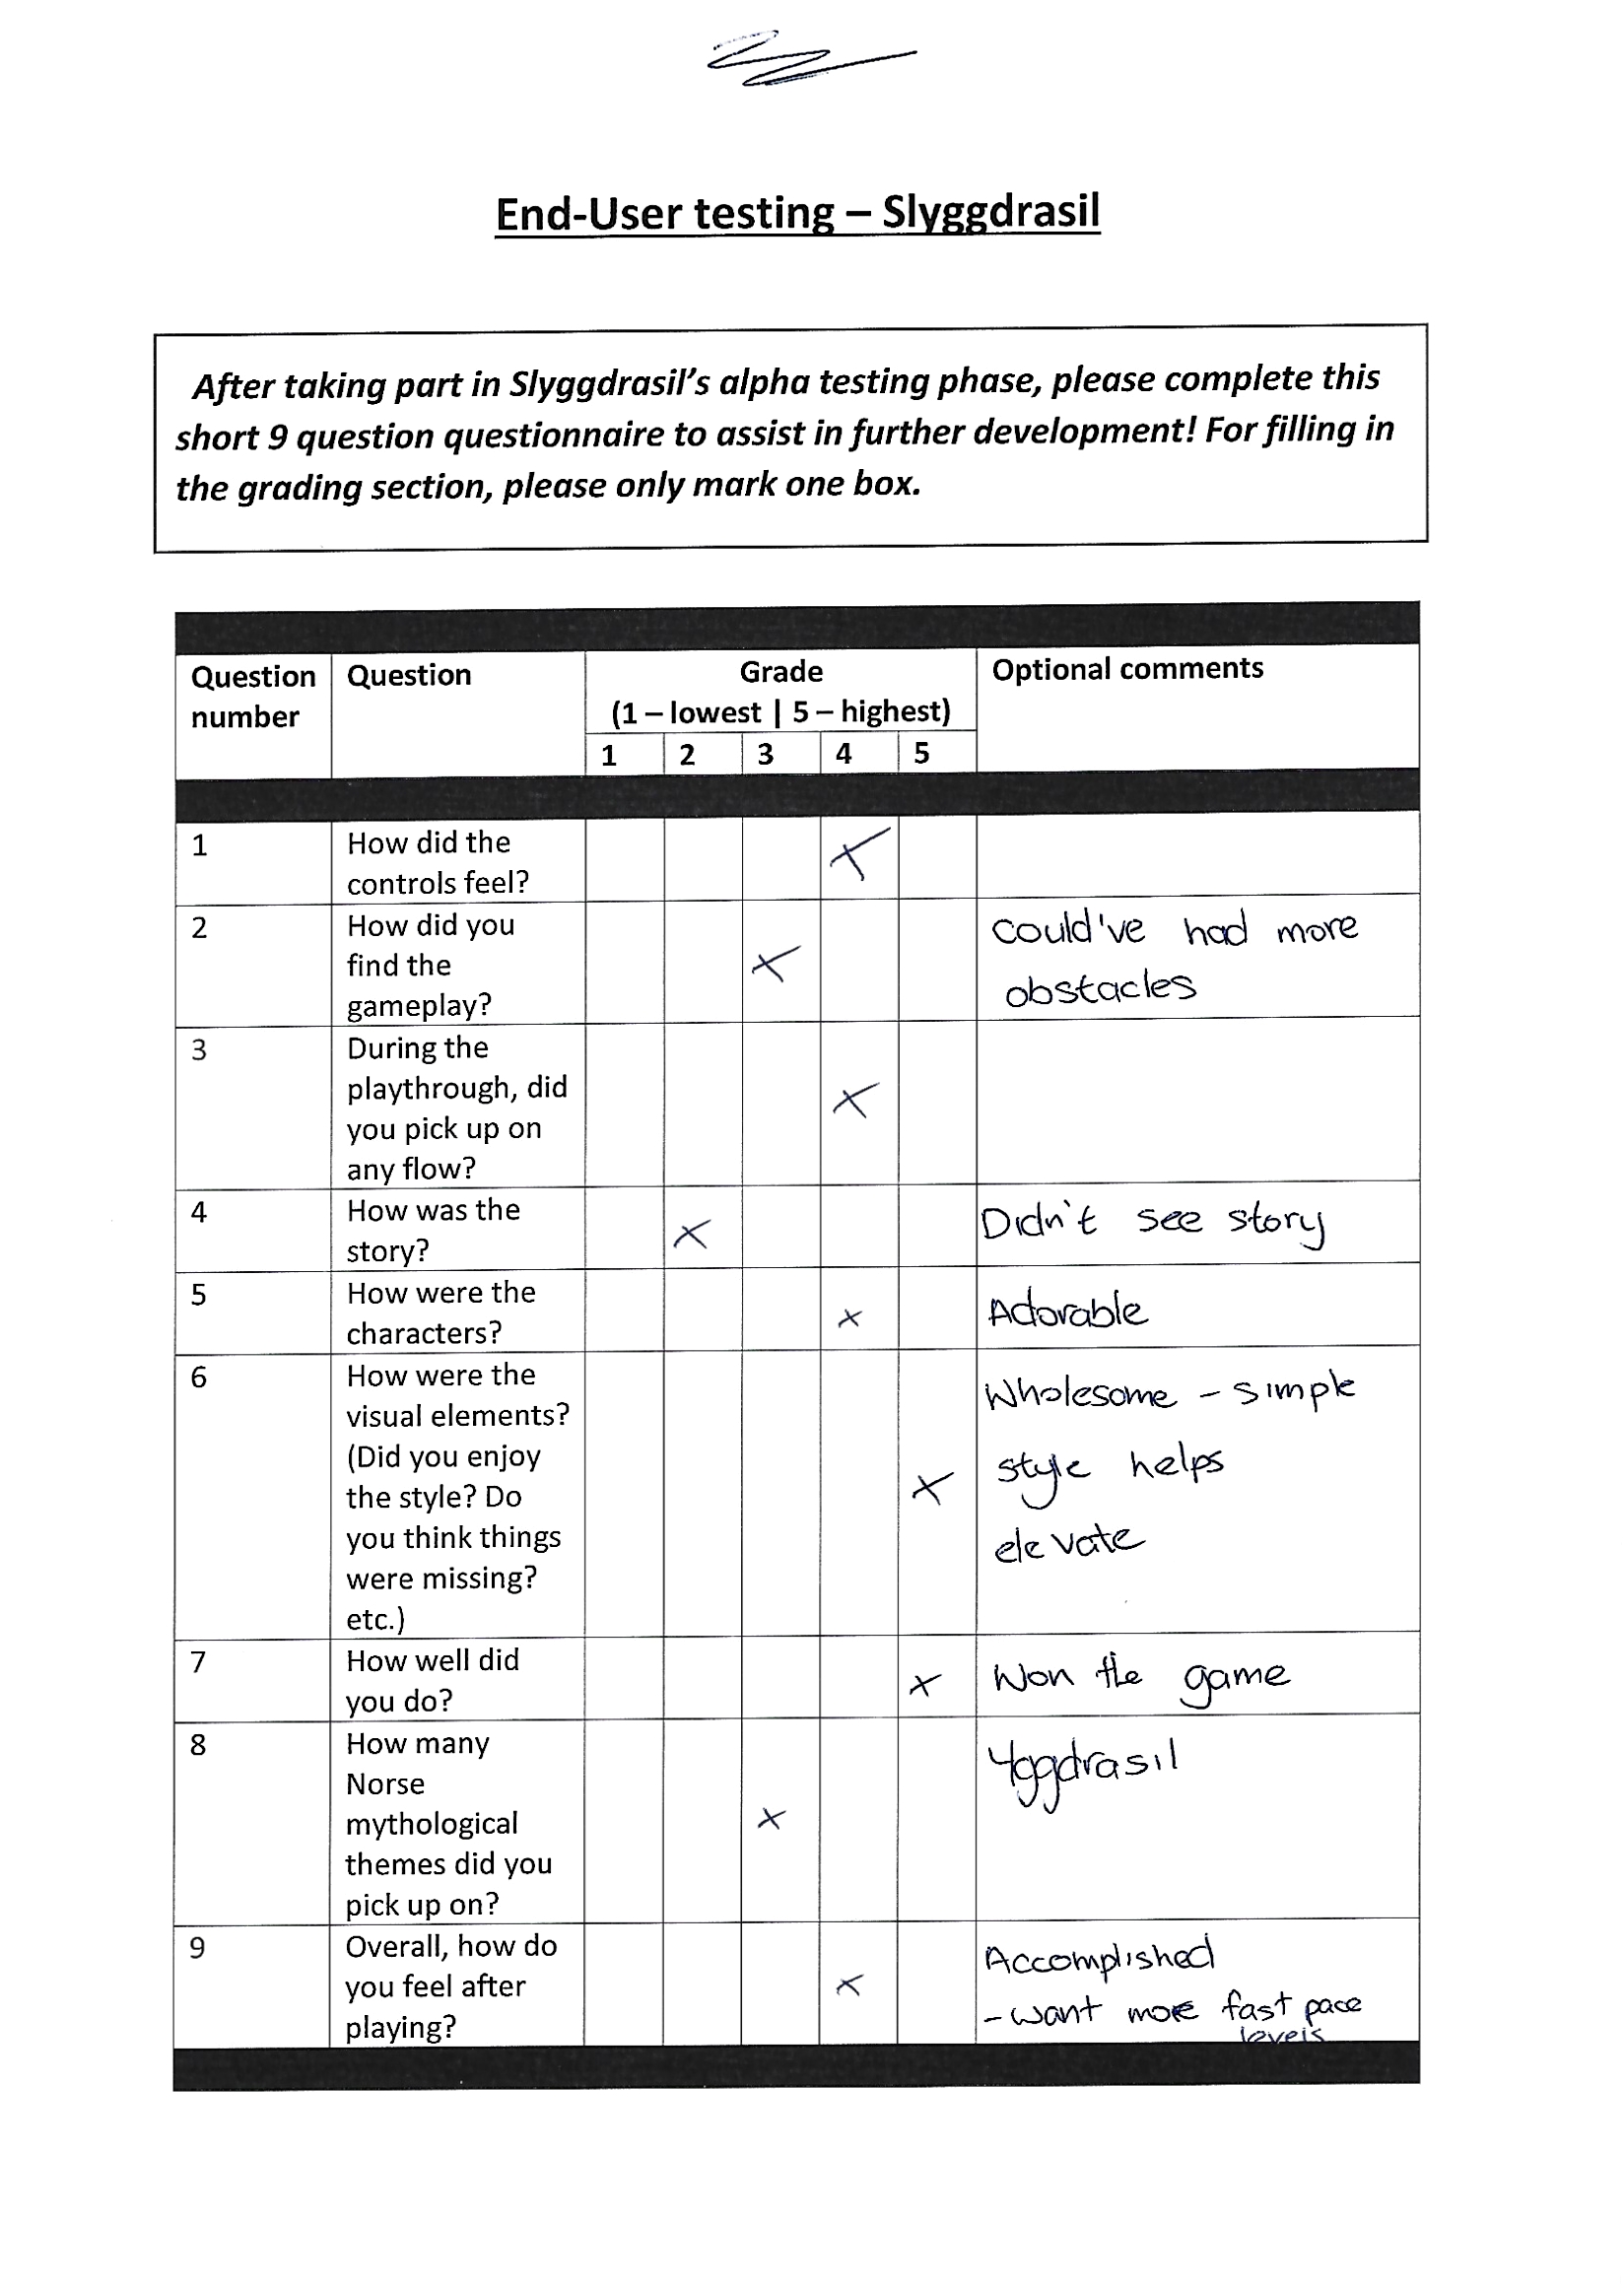 End-User testing – Slyggdrasil
After taking part in Slyggdrasil's alpha testing phase, please complete this
short 9 question questionnaire to assist in further development! For filling in
the grading section, please only mark one box.
Question number
Question
Grade
(1 – lowest | 5 – highest)
Optional comments
1 2 3 4 5
1
How did the
controls feel?
2
How did you
find the
gameplay?
Could've had more
obstacles
3
During the
playthrough, did
you pick up on
any flow?
4
How was the
story?
Didn't see story
5
How were the
characters?
Adorable
6
How were the
visual elements?
(Did you enjoy
the style? Do
you think things
were missing?
etc.)
Wholesome - simple
style helps
elevate
7
How well did
you do?
Won the game
8
How many
Norse
mythological
themes did you
pick up on?
Yggdrasil
9
Overall, how do
you feel after
playing?
Accomplished
- want more fast pace
levels